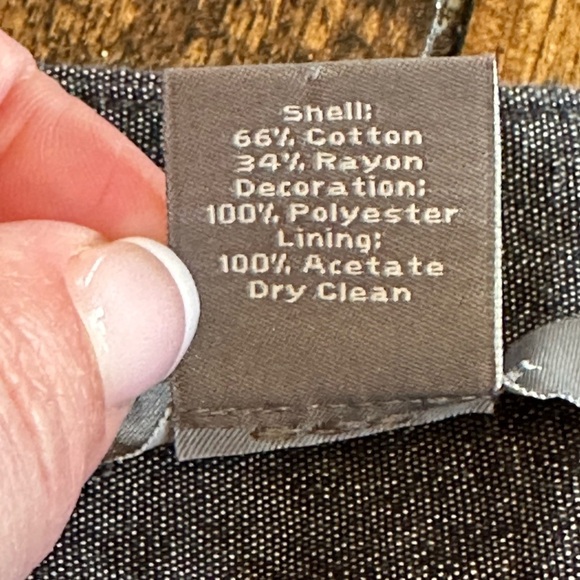 Shell:
66% Cotton
34% Rayon
Decoration:
100% Polyester
Lining:
100% Acetate
Dry Clean